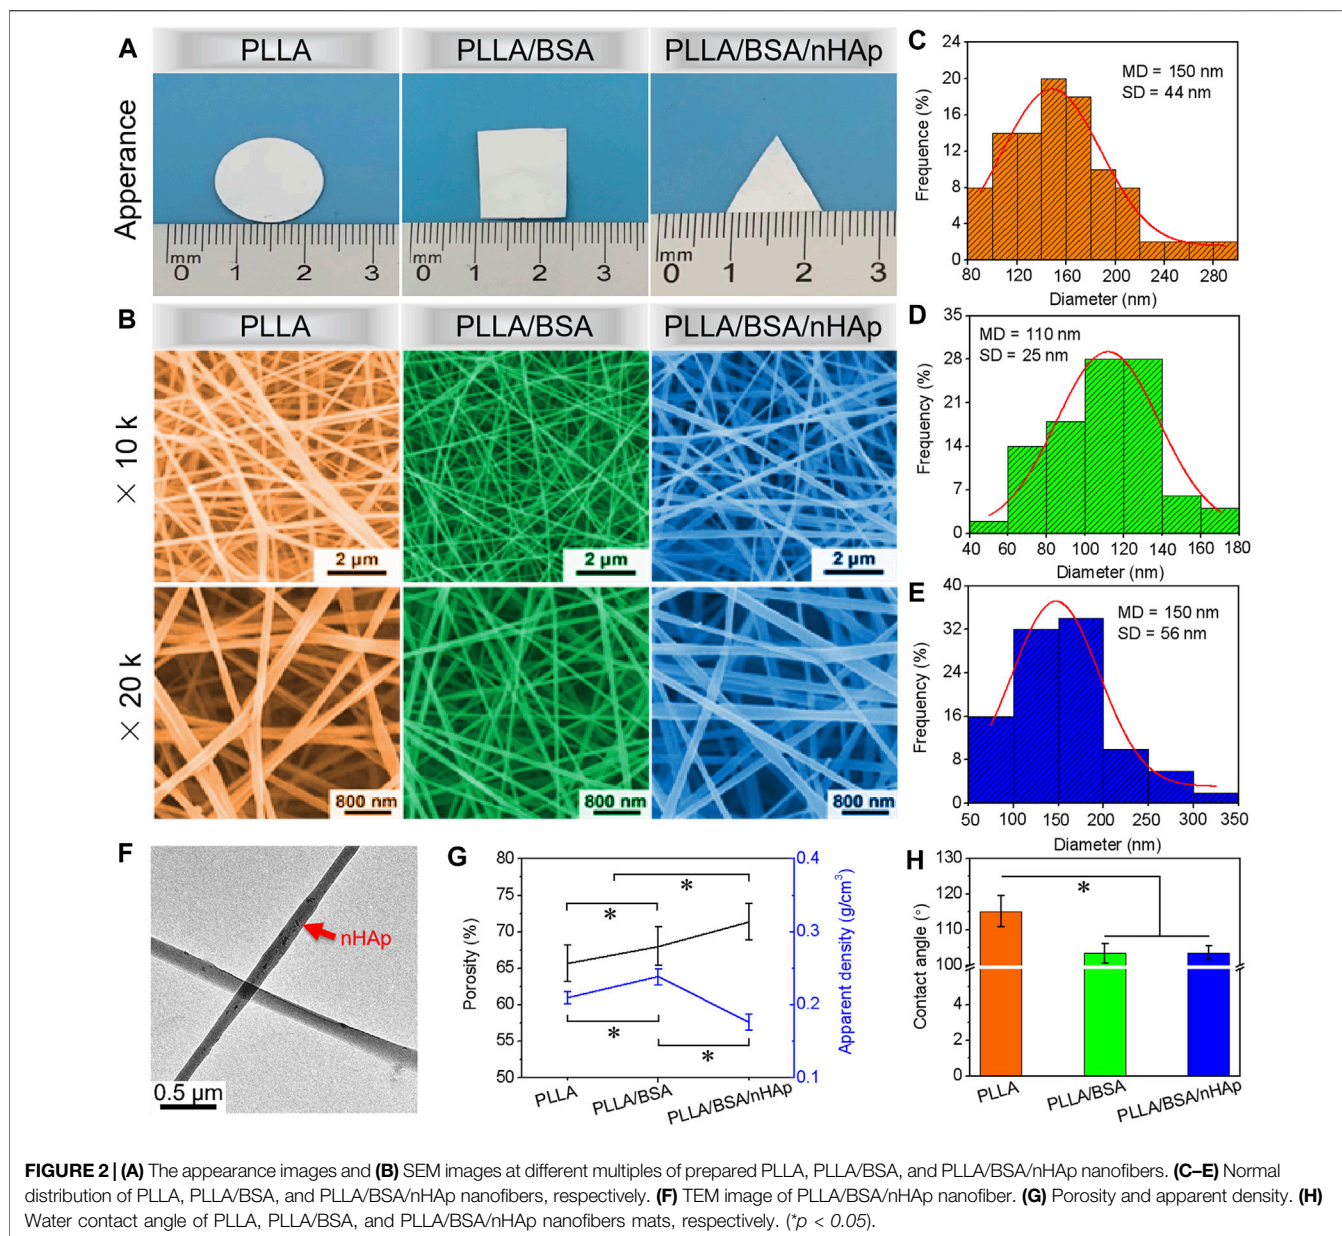 A
PLLA
PLLA/BSA
PLLA/BSA/nHAp
Apperance
mm
0 1 2 3
mm
0 1 2 3
mm
0 1 2 3
B
PLLA
PLLA/BSA
PLLA/BSA/nHAp
× 10 k
2 μm
2 μm
2 μm
× 20 k
800 nm
800 nm
800 nm
C
24
20
16
12
8
4
0
Frequence (%)
MD = 150 nm
SD = 44 nm
80 120 160 200 240 280
Diameter (nm)
D
35
28
21
14
7
0
Frequency (%)
MD = 110 nm
SD = 25 nm
40 60 80 100 120 140 160 180
Diameter (nm)
E
40
32
24
16
8
0
Frequency (%)
MD = 150 nm
SD = 56 nm
50 100 150 200 250 300 350
Diameter (nm)
F
nHAp
0.5 μm
G
80
75
70
65
60
55
50
Porosity (%)
*
*
*
*
0.4
0.3
0.2
0.1
Apparent density (g/cm³)
PLLA
PLLA/BSA
PLLA/BSA/nHAp
H
130
120
110
100
4
2
0
Contact angle (°)
*
PLLA
PLLA/BSA
PLLA/BSA/nHAp
FIGURE 2 | (A) The appearance images and (B) SEM images at different multiples of prepared PLLA, PLLA/BSA, and PLLA/BSA/nHAp nanofibers. (C–E) Normal
distribution of PLLA, PLLA/BSA, and PLLA/BSA/nHAp nanofibers, respectively. (F) TEM image of PLLA/BSA/nHAp nanofiber. (G) Porosity and apparent density. (H)
Water contact angle of PLLA, PLLA/BSA, and PLLA/BSA/nHAp nanofibers mats, respectively. (*p < 0.05).